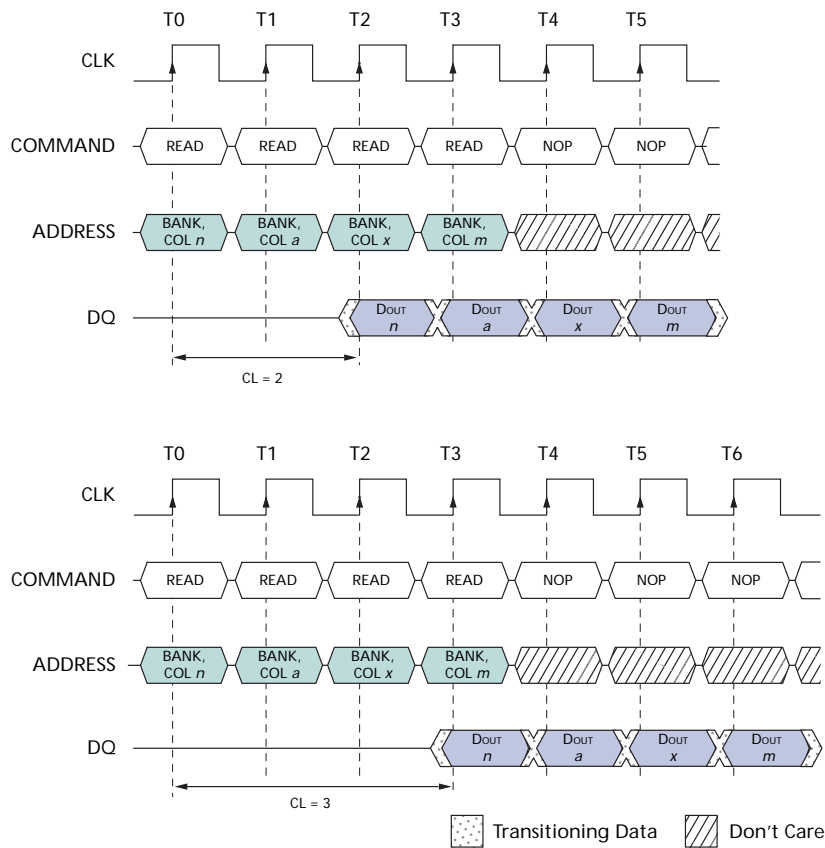 T0 T1 T2 T3 T4 T5
CLK
COMMAND READ READ READ READ NOP NOP
ADDRESS BANK, COL n BANK, COL a BANK, COL x BANK, COL m
DQ DOUT n DOUT a DOUT x DOUT m
CL = 2
T0 T1 T2 T3 T4 T5 T6
CLK
COMMAND READ READ READ READ NOP NOP NOP
ADDRESS BANK, COL n BANK, COL a BANK, COL x BANK, COL m
DQ DOUT n DOUT a DOUT x DOUT m
CL = 3
Transitioning Data Don't Care